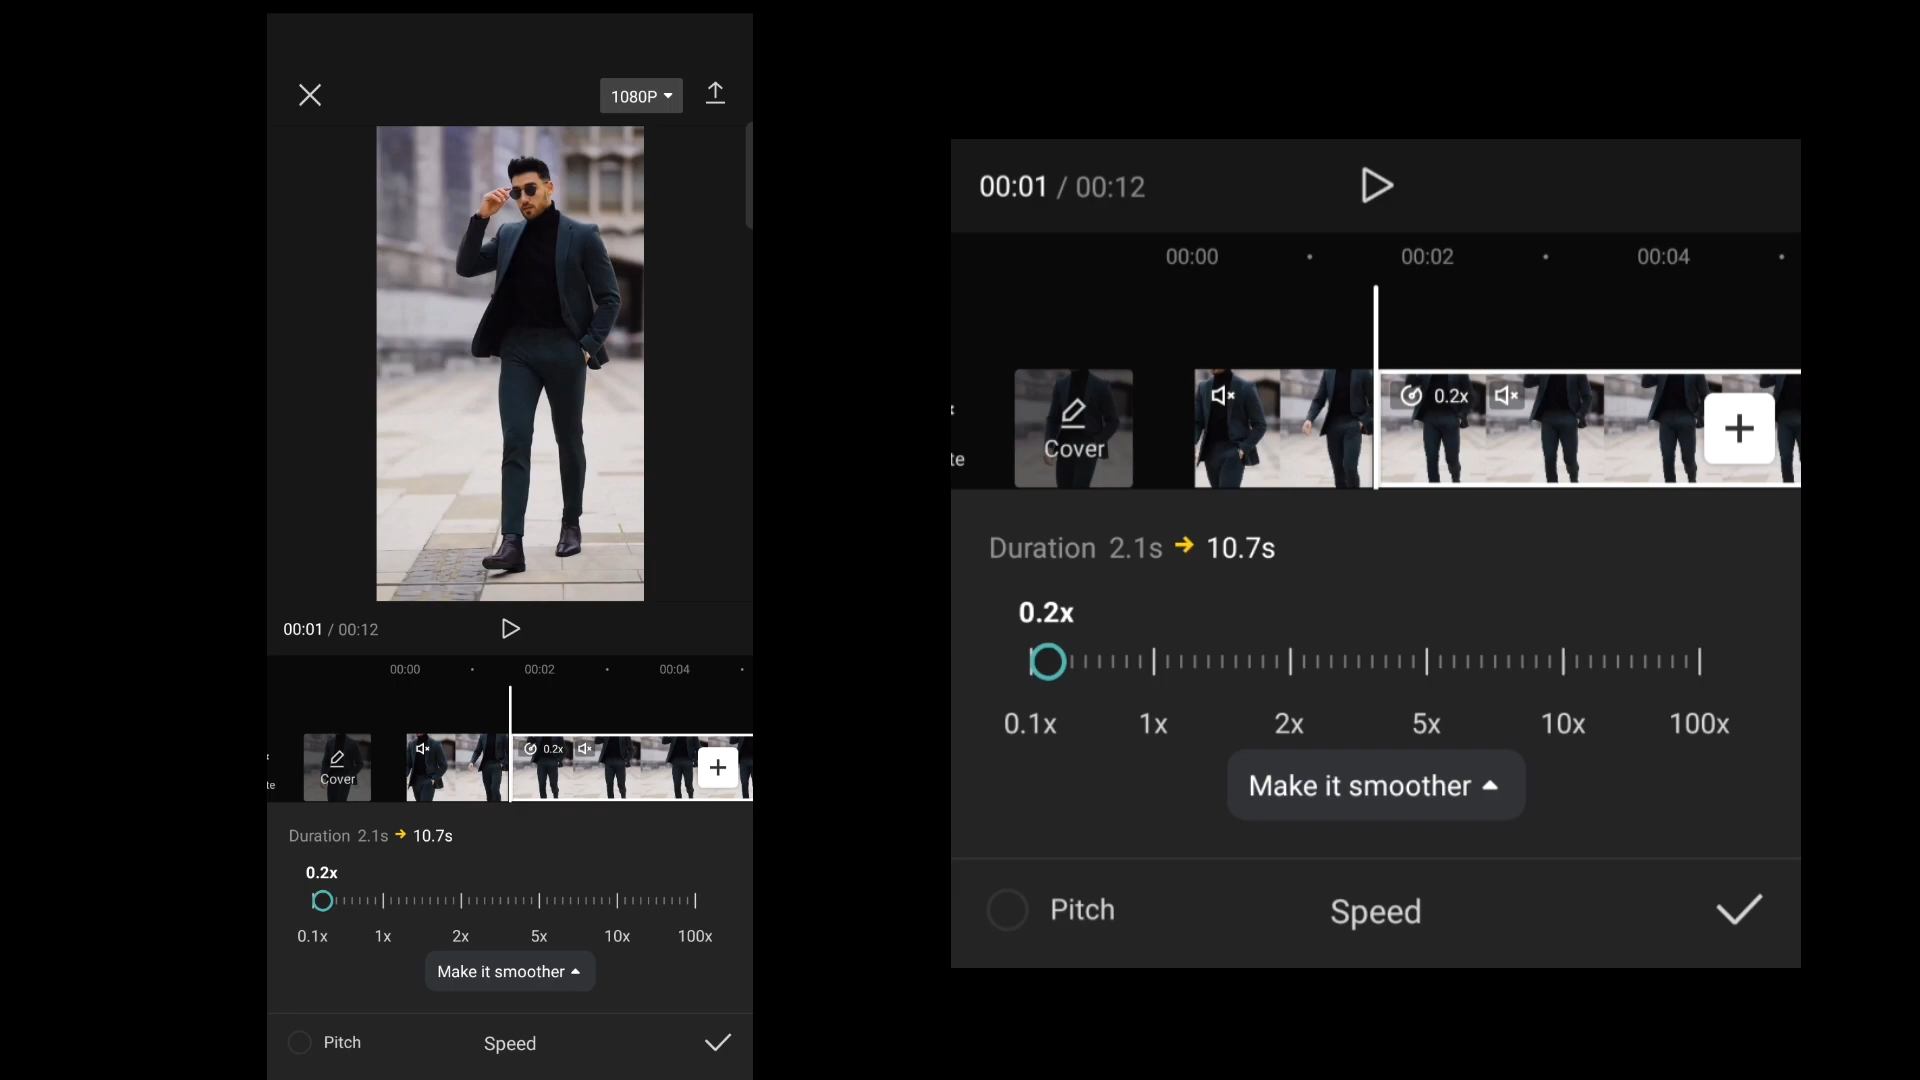 1080P
00:01 / 00:12
00:00 00:02 00:04
te
Cover
0.2x
Duration 2.1s → 10.7s
0.2x
0.1x 1x 2x 5x 10x 100x
Make it smoother
Pitch
Speed
00:01 / 00:12
00:00 00:02 00:04
te
Cover
0.2x
Duration 2.1s → 10.7s
0.2x
0.1x 1x 2x 5x 10x 100x
Make it smoother
Pitch
Speed